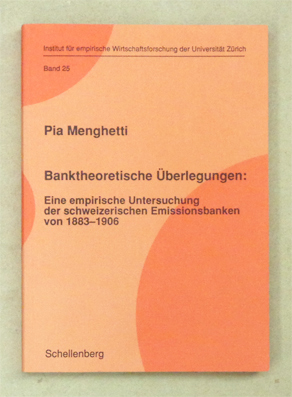 Institut für empirische Wirtschaftsforschung der Universität Zürich
Band 25
Pia Menghetti
Banktheoretische Überlegungen:
Eine empirische Untersuchung
der schweizerischen Emissionsbanken
von 1883–1906
Schellenberg